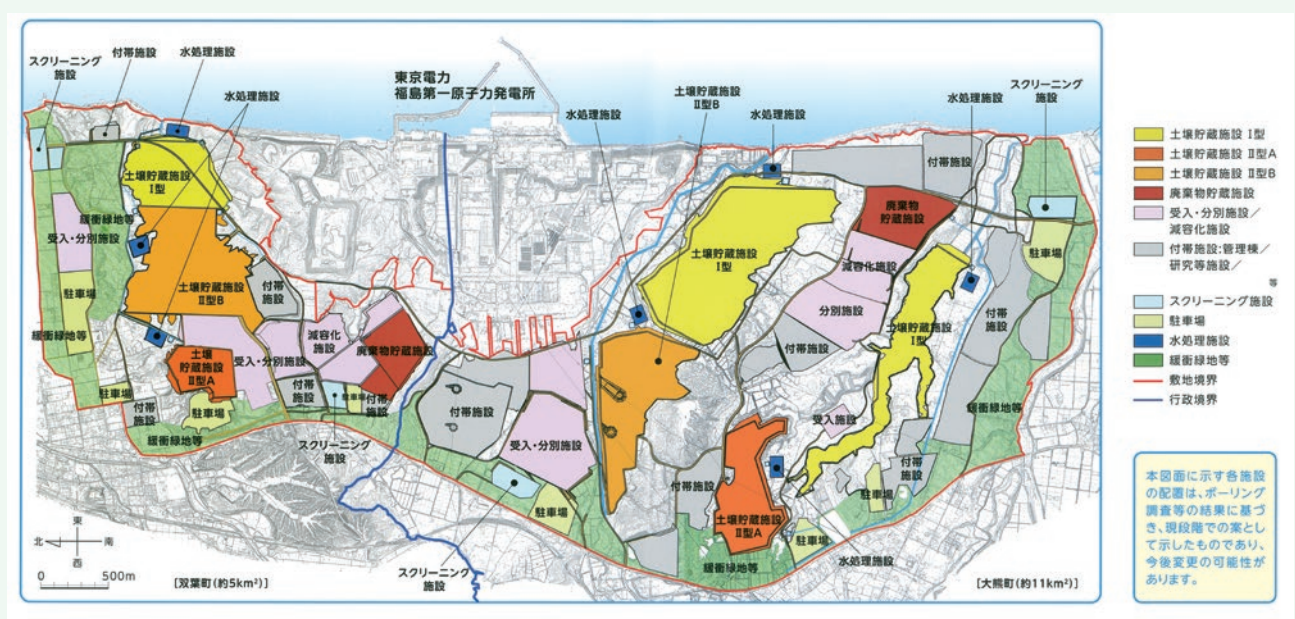 スクリーニング
施設
付帯施設
水処理施設
水処理施設
東京電力
福島第一原子力発電所
水処理施設
土壌貯蔵施設
Ⅱ型B
水処理施設
水処理施設
スクリーニング
施設
土壌貯蔵施設
Ⅰ型
緩衝緑地等
受入・分別施設
駐車場
土壌貯蔵施設
Ⅱ型B
付帯
施設
緩衝緑地等
減容化
施設
廃棄物貯蔵施設
受入・分別施設
土壌
貯蔵施設
Ⅱ型A
駐車場
付帯
施設
駐車場
付帯
施設
駐車場
付帯
施設
緩衝緑地等
スクリーニング
施設
付帯施設
受入・分別施設
スクリーニング
施設
駐車場
土壌貯蔵施設
Ⅰ型
付帯施設
廃棄物
貯蔵施設
減容化施設
分別施設
付帯施設
土壌貯蔵施設
Ⅰ型
受入施設
付帯施設
土壌貯蔵施設
Ⅱ型A
駐車場
水処理施設
緩衝緑地等
駐車場
付帯
施設
付帯
施設
緩衝緑地等
駐車場
東
北 南
西
0 500m
[双葉町(約5km²)]
[大熊町(約11km²)]
土壌貯蔵施設 Ⅰ型
土壌貯蔵施設 Ⅱ型A
土壌貯蔵施設 Ⅱ型B
廃棄物貯蔵施設
受入・分別施設/
減容化施設
付帯施設:管理棟/
研究等施設/
等
スクリーニング施設
駐車場
水処理施設
緩衝緑地等
敷地境界
行政境界
本図面に示す各施設
の配置は、ボーリング
調査等の結果に基づ
き、現段階での案とし
て示したものであり、
今後変更の可能性が
あります。